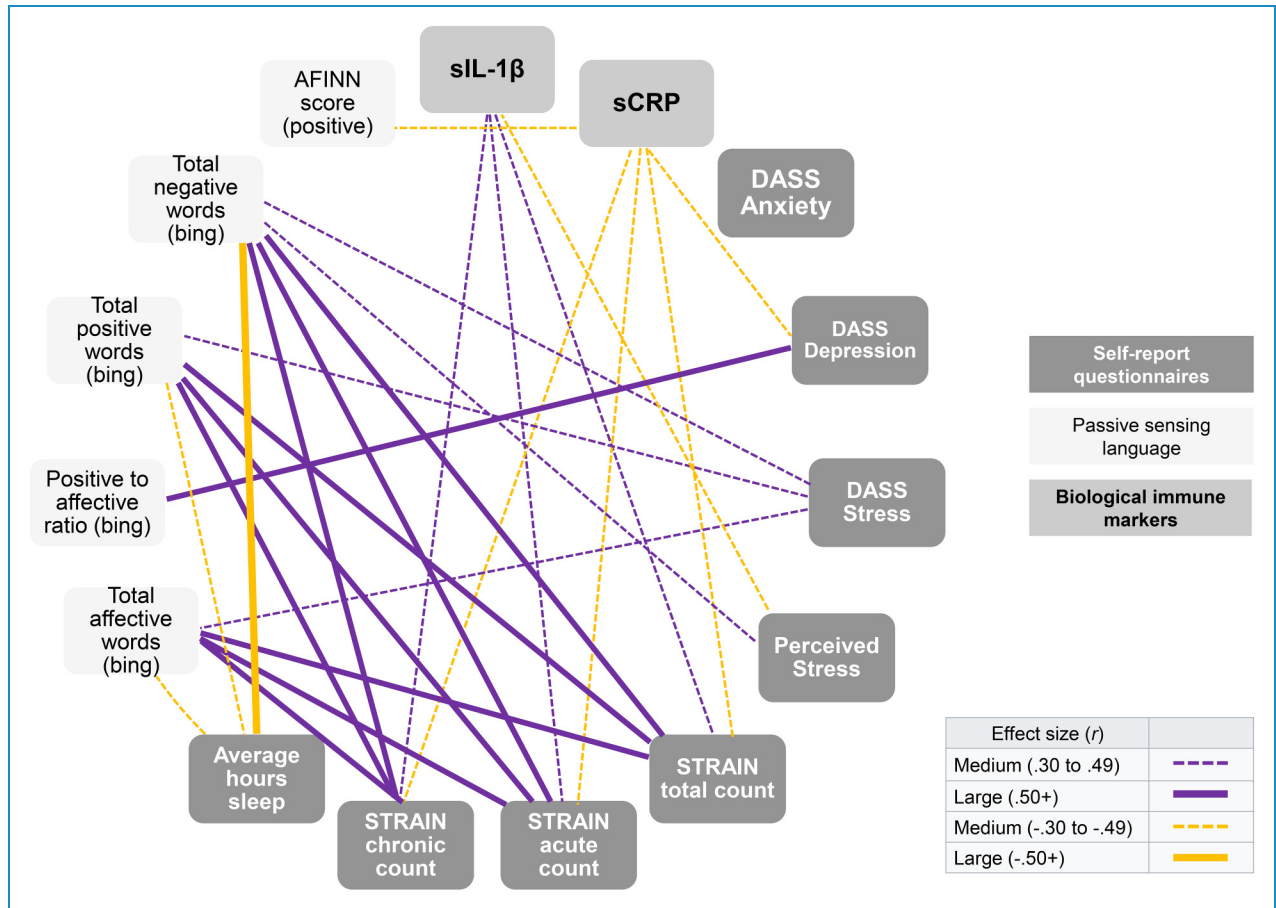 AFINN
score
(positive)
sIL-1β
sCRP
DASS
Anxiety
Total
negative
words
(bing)
DASS
Depression
Total
positive
words
(bing)
Self-report
questionnaires
Passive sensing
language
Biological immune
markers
Positive to
affective
ratio (bing)
DASS
Stress
Total
affective
words
(bing)
Perceived
Stress
Average
hours
sleep
STRAIN
chronic
count
STRAIN
acute
count
STRAIN
total count
Effect size (r)
Medium (.30 to .49)
Large (.50+)
Medium (-.30 to -.49)
Large (-.50+)